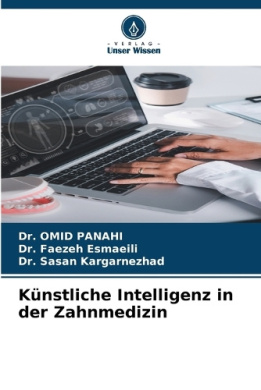 VERLAG
Unser Wissen
Dr. OMID PANAHI
Dr. Faezeh Esmaeili
Dr. Sasan Kargarnezhad
Künstliche Intelligenz in
der Zahnmedizin